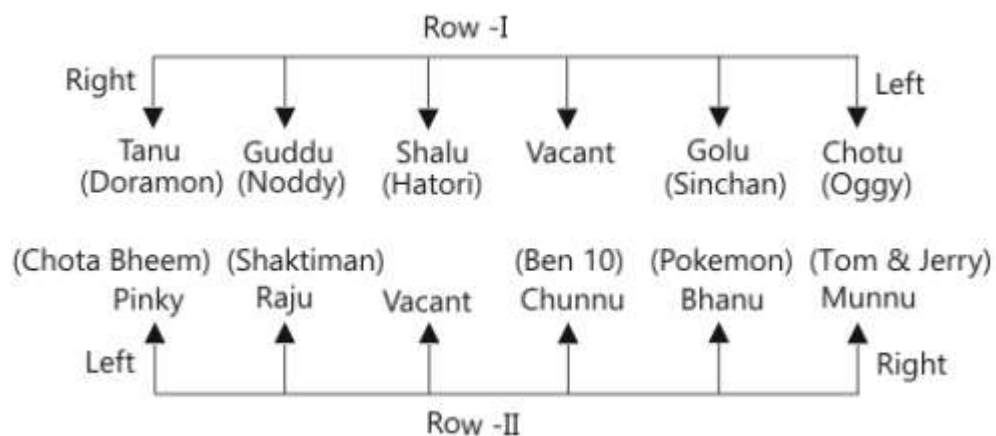 Row -I
Right Left
Tanu Guddu Shalu Vacant Golu Chotu
(Doramon) (Noddy) (Hatori) (Sinchan) (Oggy)
(Chota Bheem) (Shaktiman) (Ben 10) (Pokemon) (Tom & Jerry)
Pinky Raju Vacant Chunnu Bhanu Munnu
Left Right
Row -II